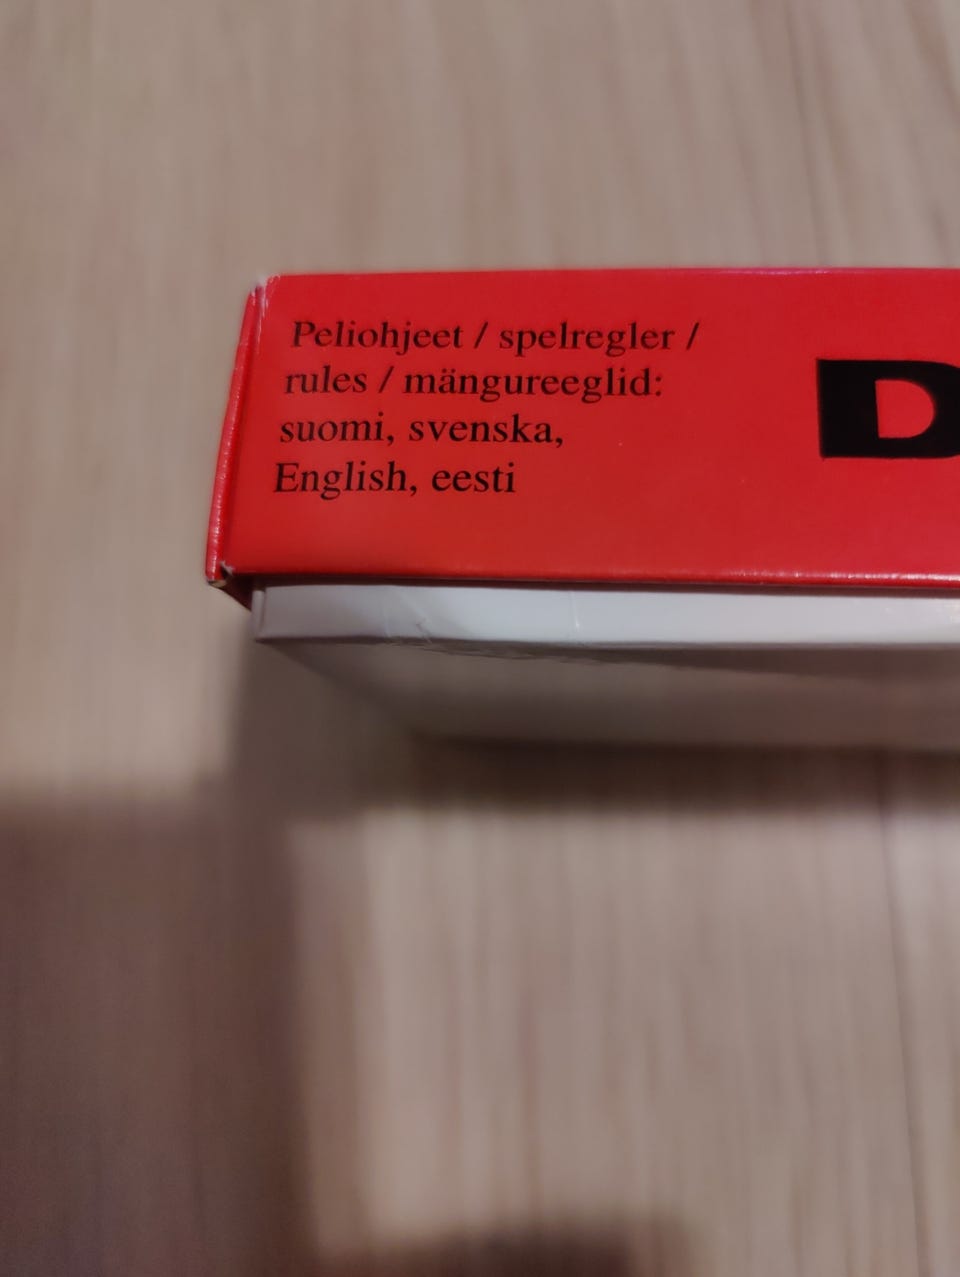 Peliohjeet / spelregler /
rules / mängureeglid:
suomi, svenska,
English, eesti
D